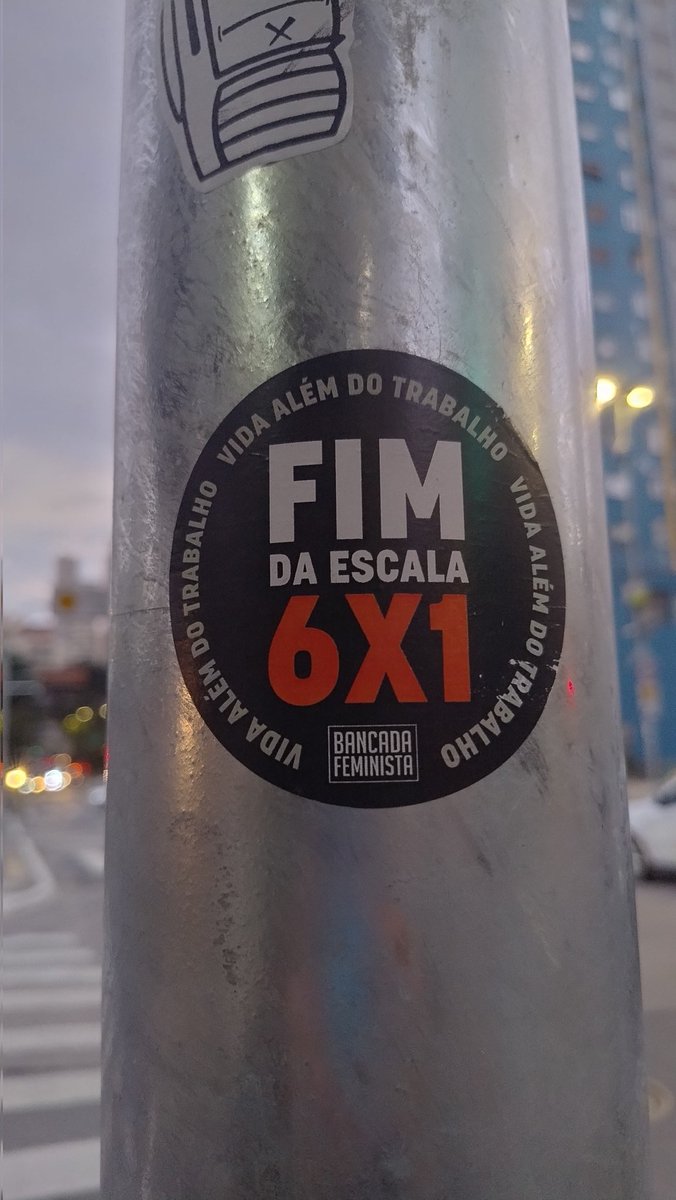 VIDA ALÉM DO TRABALHO
VIDA ALÉM DO TRABALHO
VIDA ALÉM DO TRABALHO
FIM
DA ESCALA
6X1
BANCADA
FEMINISTA